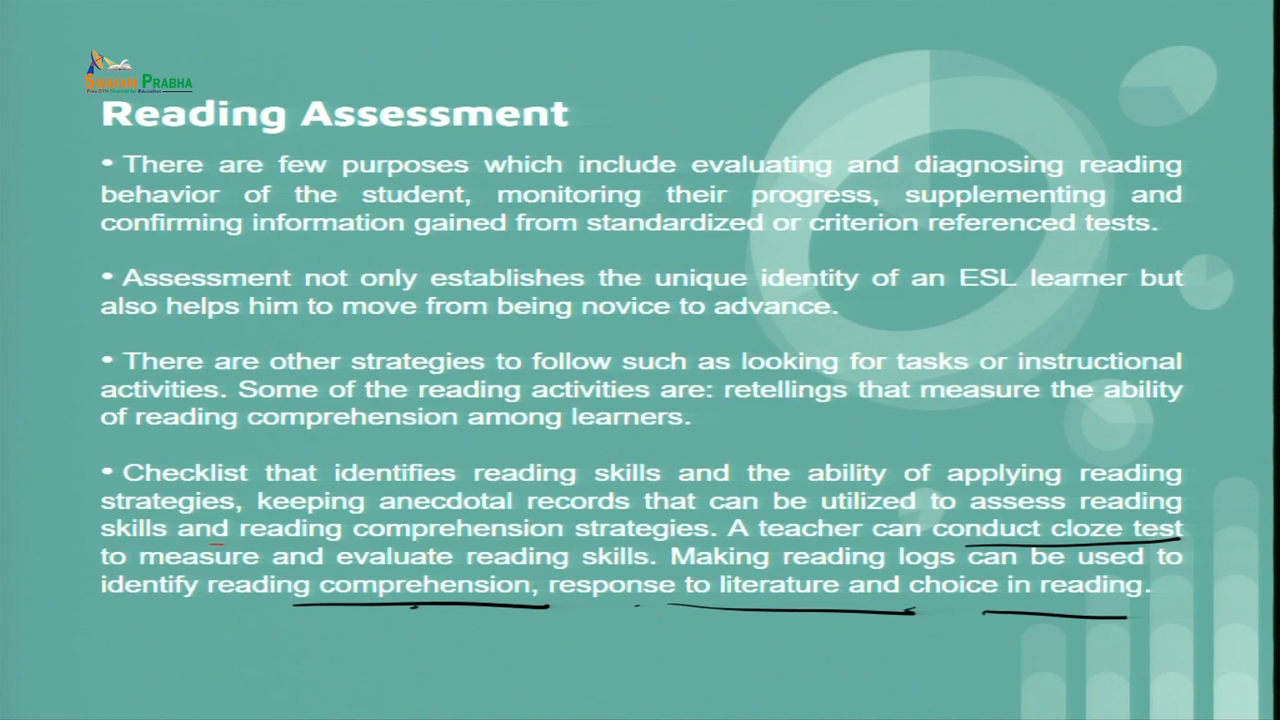 SWAYAM PRABHA
Free DTH Channel for Education
Reading Assessment
• There are few purposes which include evaluating and diagnosing reading
behavior of the student, monitoring their progress, supplementing and
confirming information gained from standardized or criterion referenced tests.
• Assessment not only establishes the unique identity of an ESL learner but
also helps him to move from being novice to advance.
• There are other strategies to follow such as looking for tasks or instructional
activities. Some of the reading activities are: retellings that measure the ability
of reading comprehension among learners.
• Checklist that identifies reading skills and the ability of applying reading
strategies, keeping anecdotal records that can be utilized to assess reading
skills and reading comprehension strategies. A teacher can conduct cloze test
to measure and evaluate reading skills. Making reading logs can be used to
identify reading comprehension, response to literature and choice in reading.